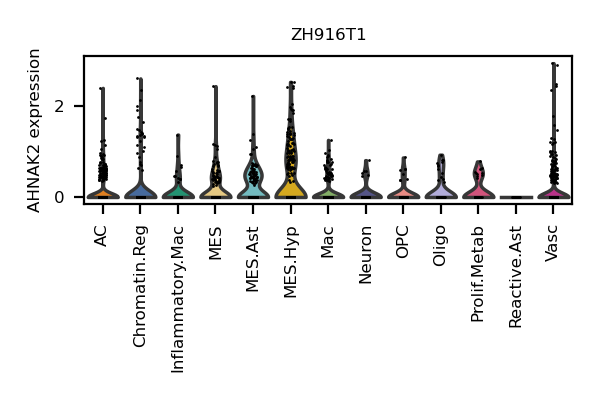 ZH916T1
AHNAK2 expression
2
0
AC
Chromatin.Reg
Inflammatory.Mac
MES
MES.Ast
MES.Hyp
Mac
Neuron
OPC
Oligo
Prolif.Metab
Reactive.Ast
Vasc